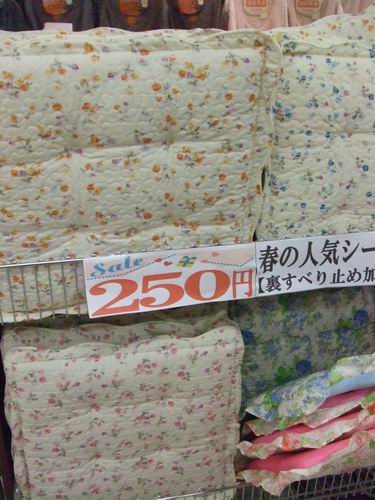 Sale
250円
春の人気シー
【裏すべり止め加